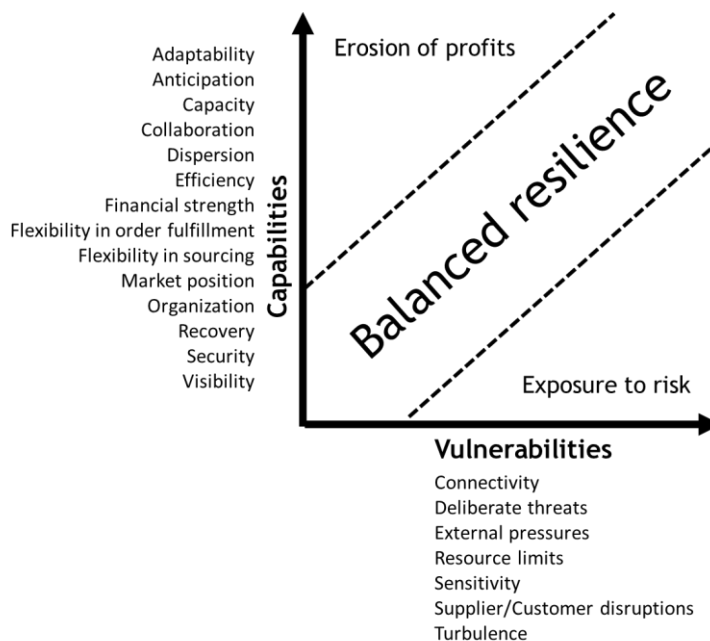 Adaptability
Anticipation
Capacity
Collaboration
Dispersion
Efficiency
Financial strength
Flexibility in order fulfillment
Flexibility in sourcing
Market position
Organization
Recovery
Security
Visibility
Capabilities
Erosion of profits
Balanced resilience
Exposure to risk
Vulnerabilities
Connectivity
Deliberate threats
External pressures
Resource limits
Sensitivity
Supplier/Customer disruptions
Turbulence